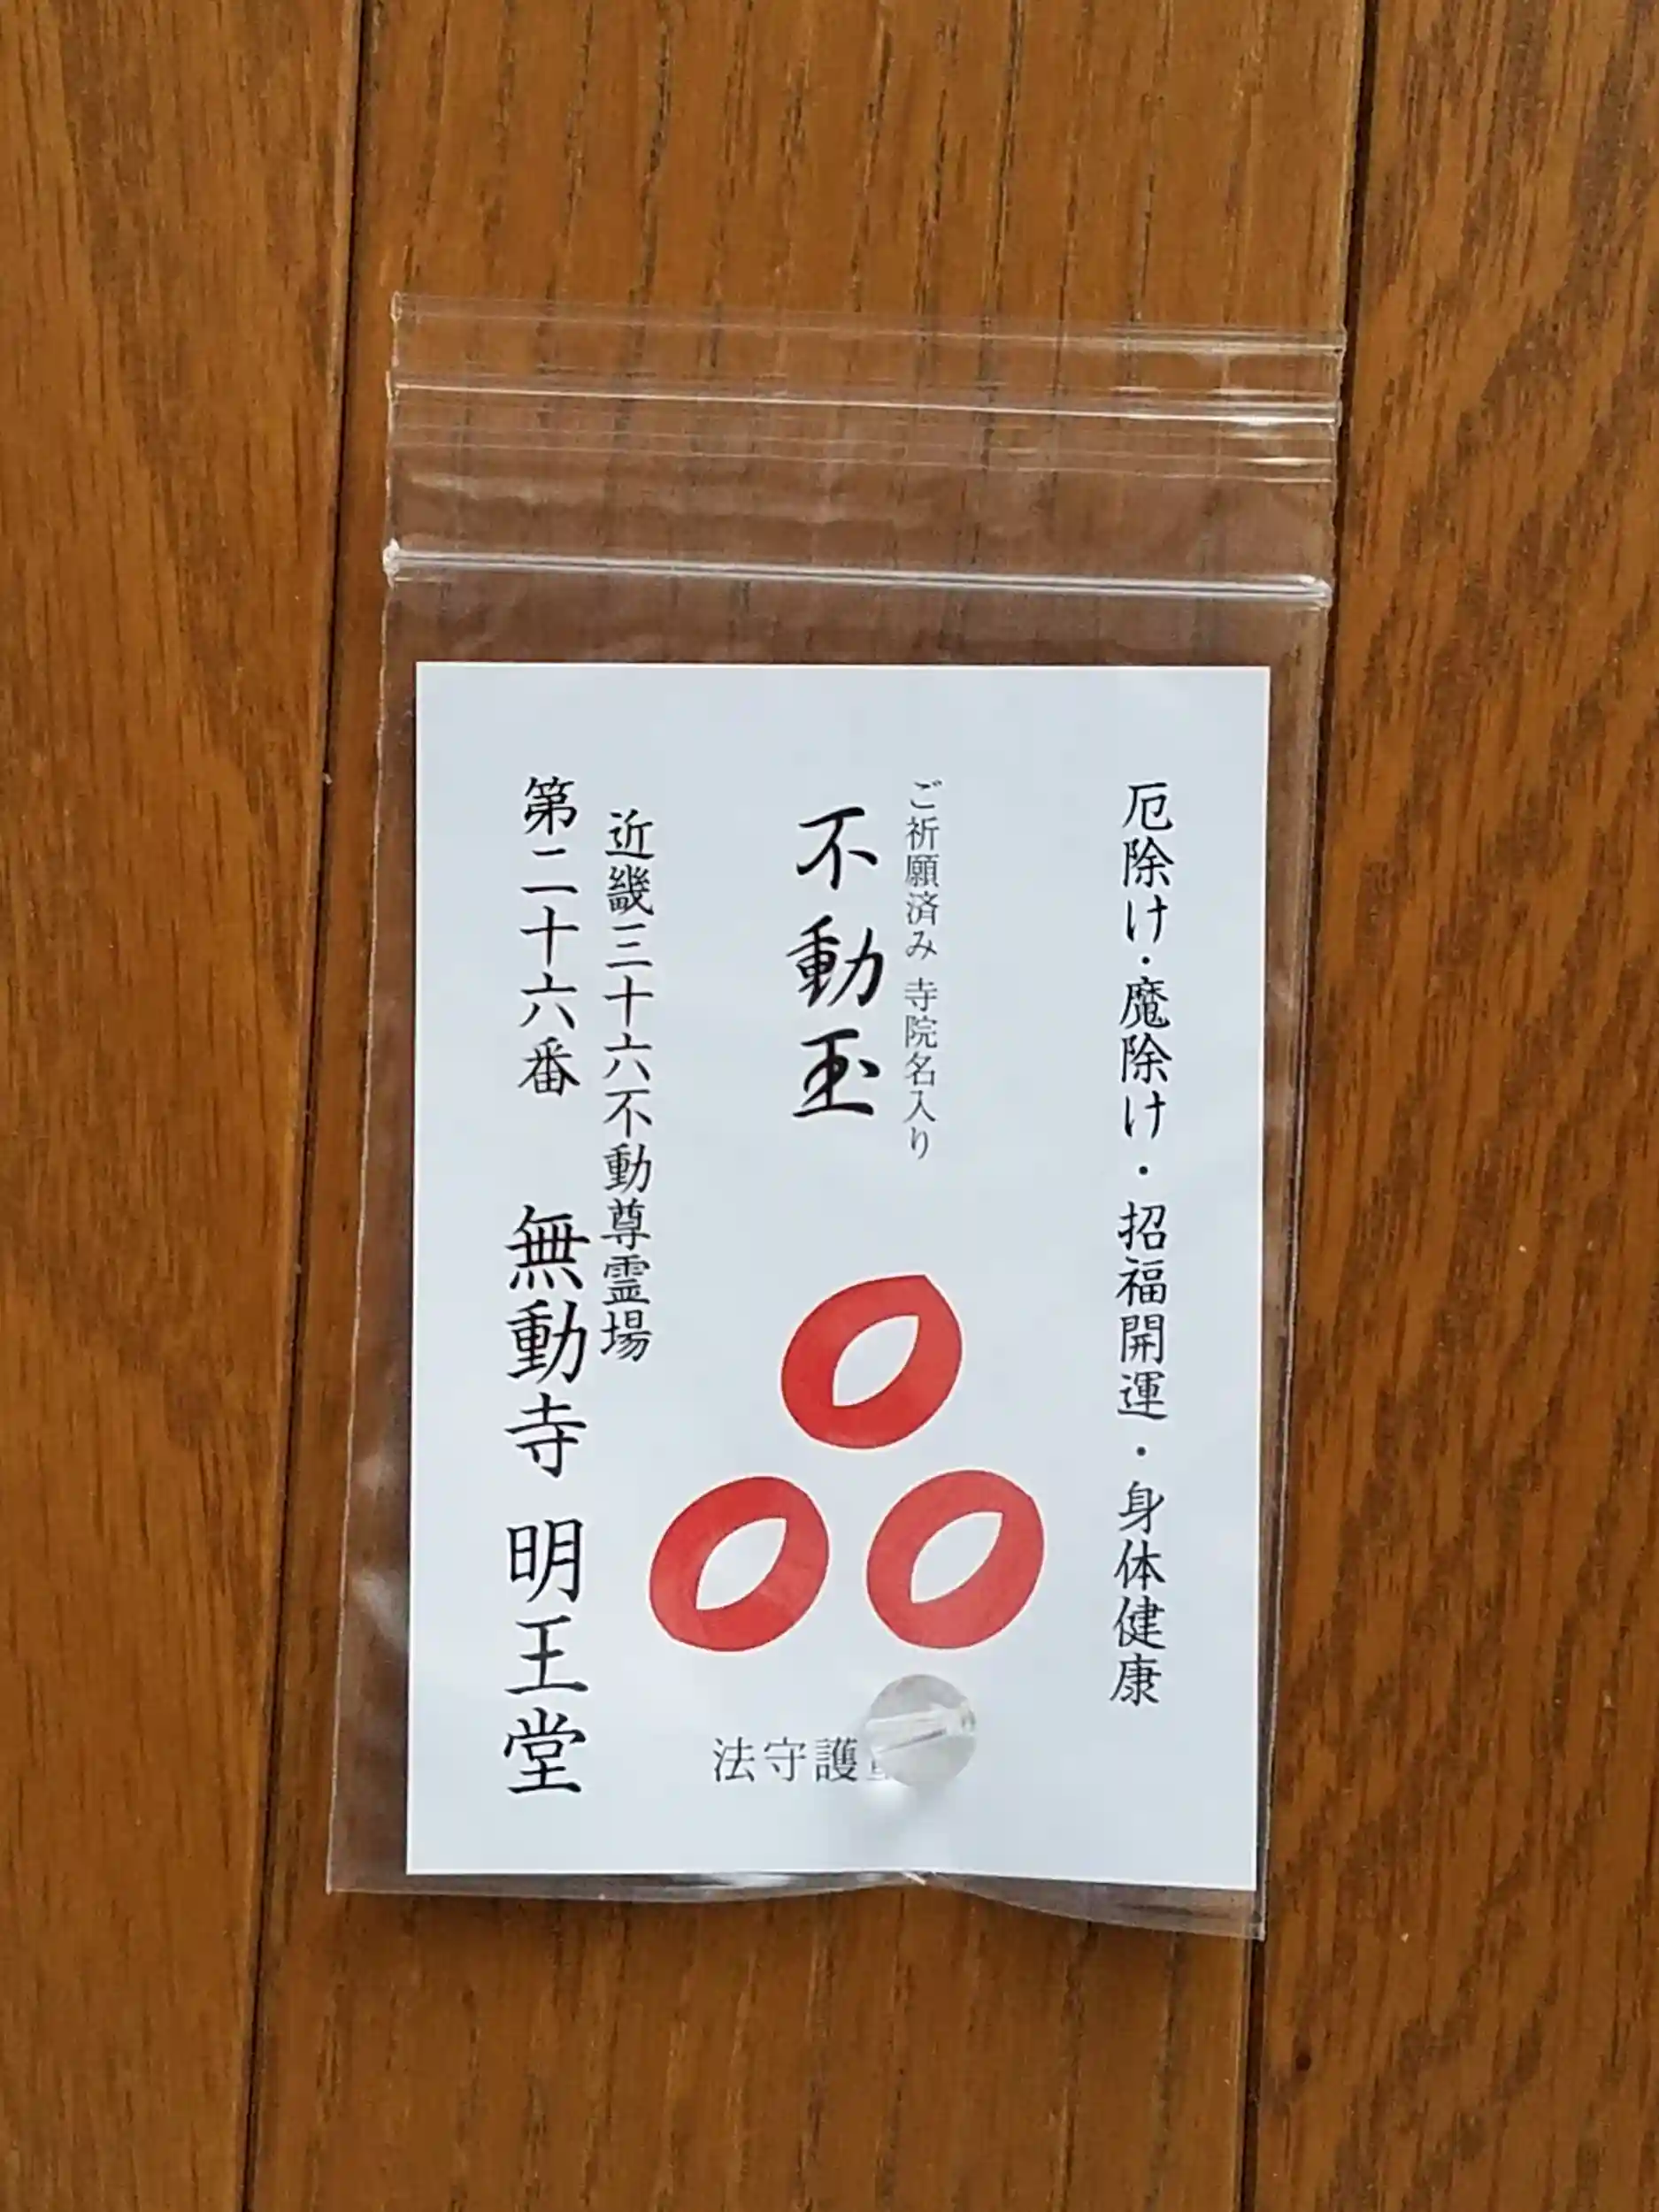 厄除け・魔除け・招福開運・身体健康
ご祈願済み 寺院名入り
不動玉
近畿三十六不動尊霊場
第二十六番 無動寺 明王堂
法守護